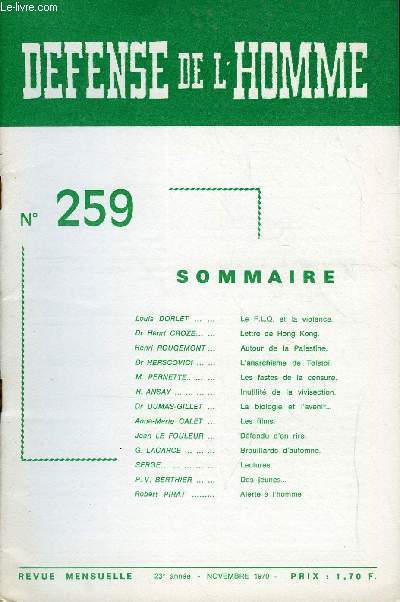 Le-livre.com
DEFENSE DE L'HOMME
N° 259
SOMMAIRE
Louis DORLET ... ... Le F.L.Q. et la violence.
Dr Henri CROZE... ... Lettre de Hong Kong.
Henri ROUGEMONT ... Autour de la Palestine.
Dr HERSCOVICI ... ... L'anarchisme de Tolstoï.
M. PERNETTE... ... Les fastes de la censure.
H. ANSAY ... ... ... Inutilité de la vivisection.
Dr DUMAS-GILLET ... La biologie et l'avenir...
Anne-Marie CALET ... Les films.
Jean LE FOULEUR ... Défendu d'en rire.
G. LACARCE ... ... ... Brouillards d'automne.
SERGE... ... ... ... ... Lectures.
P.-V. BERTHIER ... ... Des jeunes...
Robert PIRAT ......... Alerte à l'homme
REVUE MENSUELLE 23e année - NOVEMBRE 1970 - PRIX : 1,70 F.